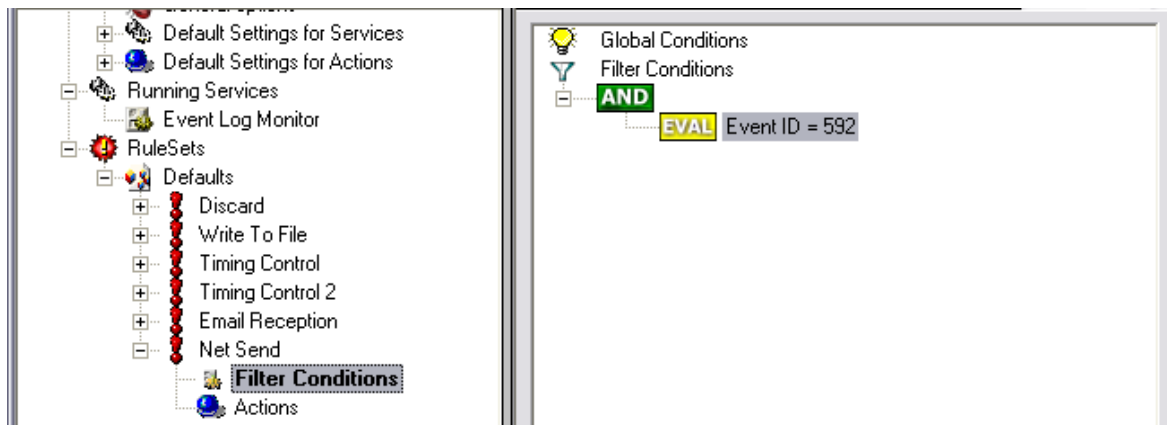 General Options
Default Settings for Services
Default Settings for Actions
Running Services
Event Log Monitor
RuleSets
Defaults
Discard
Write To File
Timing Control
Timing Control 2
Email Reception
Net Send
Filter Conditions
Actions
Global Conditions
Filter Conditions
AND
EVAL Event ID = 592